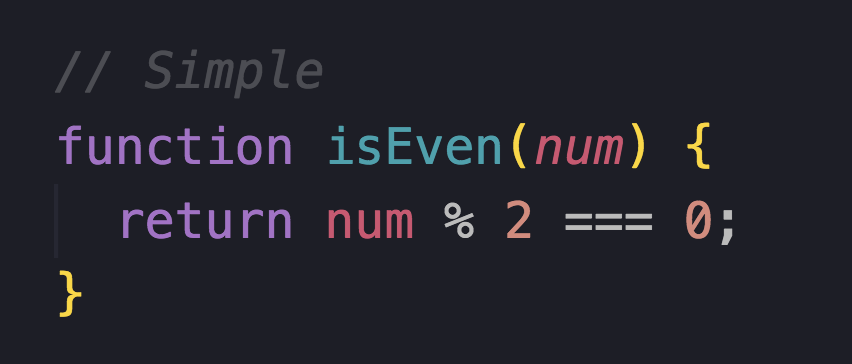 // Simple
function isEven(num) {
  return num % 2 === 0;
}